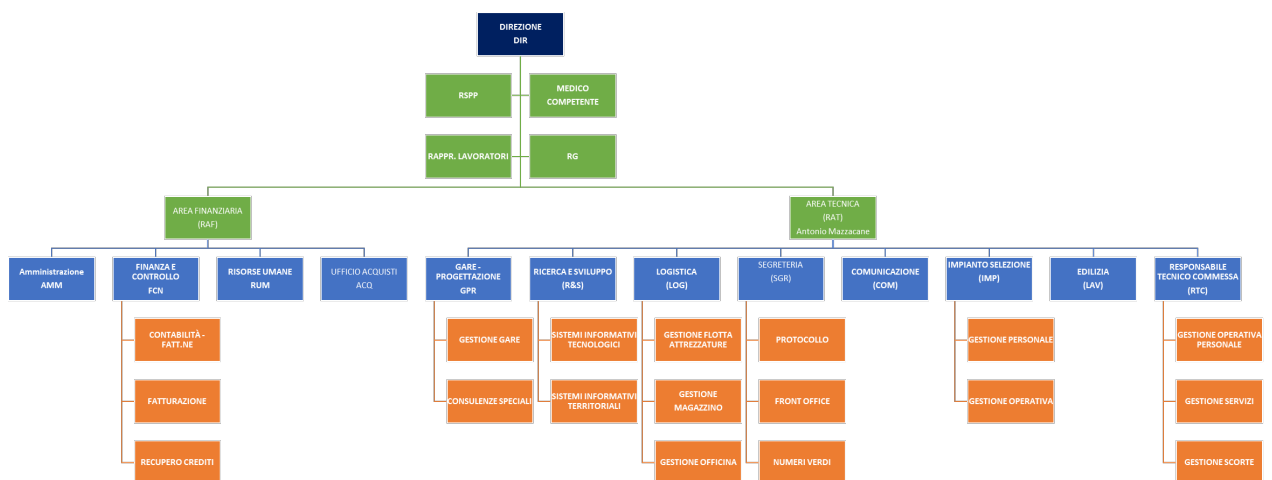 DIREZIONE
DIR
RSPP
MEDICO
COMPETENTE
RAPPR. LAVORATORI
RG
AREA FINANZIARIA
(RAF)
AREA TECNICA
(RAT)
Antonio Mazzacane
Amministrazione
AMM
FINANZA E
CONTROLLO
FCN
RISORSE UMANE
RUM
UFFICIO ACQUISTI
ACQ
GARE -
PROGETTAZIONE
GPR
RICERCA E SVILUPPO
(R&S)
LOGISTICA
(LOG)
SEGRETERIA
(SGR)
COMUNICAZIONE
(COM)
IMPIANTO SELEZIONE
(IMP)
EDILIZIA
(LAV)
RESPONSABILE
TECNICO COMMESSA
(RTC)
CONTABILITÀ -
FATT.NE
GESTIONE GARE
SISTEMI INFORMATIVI
TECNOLOGICI
GESTIONE FLOTTA
ATTREZZATURE
PROTOCOLLO
GESTIONE PERSONALE
GESTIONE OPERATIVA
PERSONALE
FATTURAZIONE
CONSULENZE SPECIALI
SISTEMI INFORMATIVI
TERRITORIALI
GESTIONE
MAGAZZINO
FRONT OFFICE
GESTIONE OPERATIVA
GESTIONE SERVIZI
RECUPERO CREDITI
GESTIONE OFFICINA
NUMERI VERDI
GESTIONE SCORTE